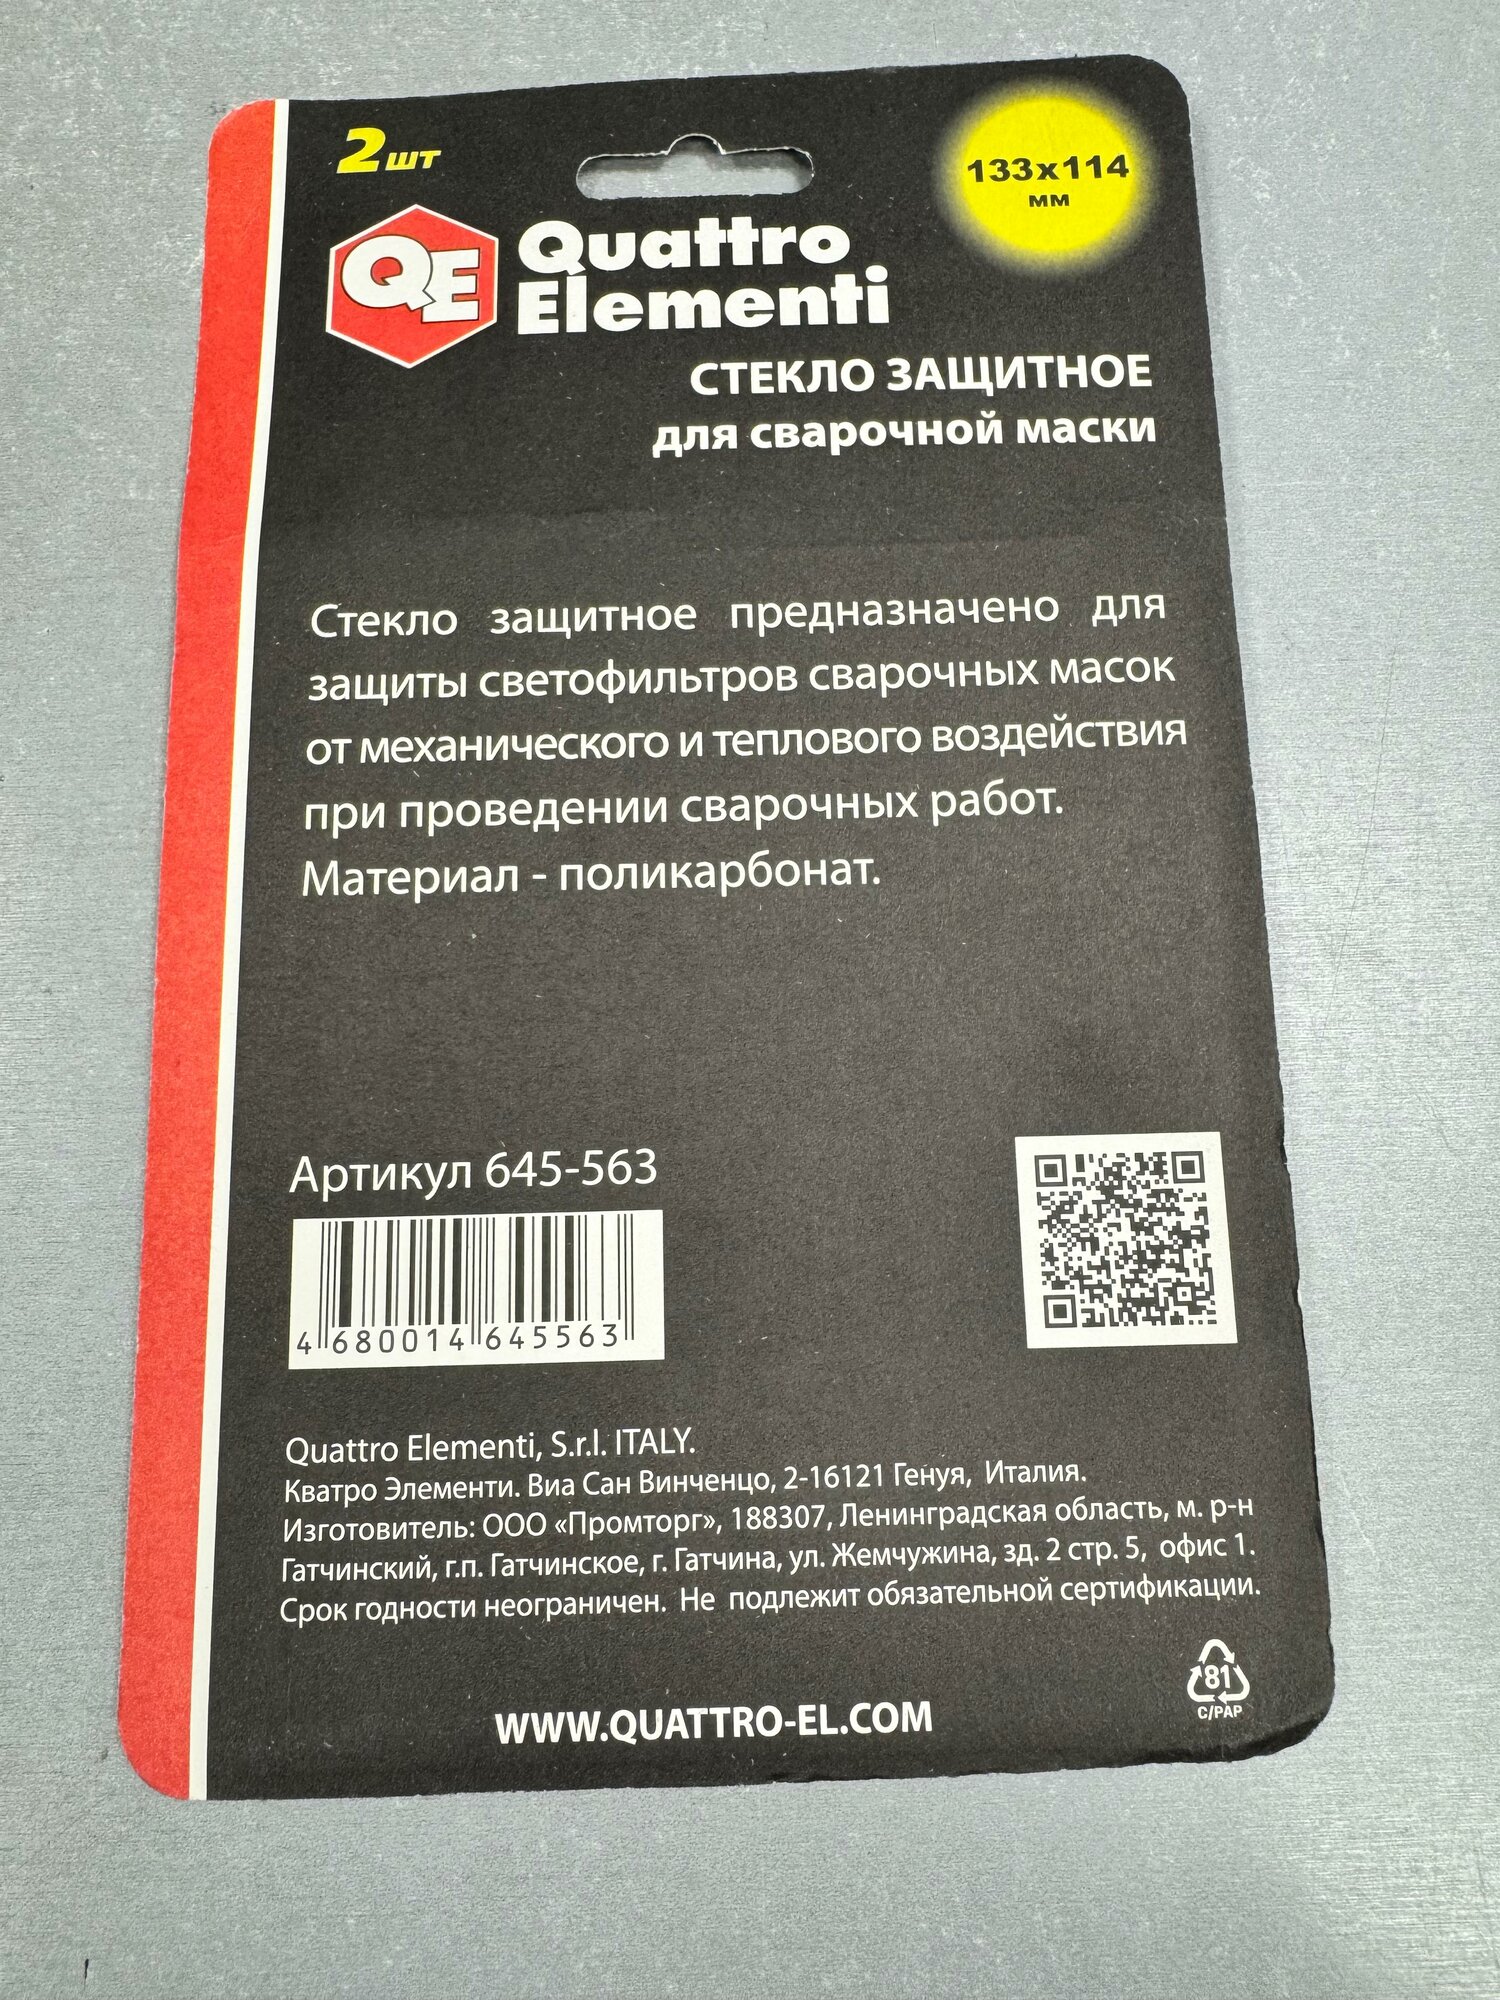 2 шт
133х114
мм
QE
Quattro
Elementi
СТЕКЛО ЗАЩИТНОЕ
для сварочной маски
Стекло защитное предназначено для
защиты светофильтров сварочных масок
от механического и теплового воздействия
при проведении сварочных работ.
Материал - поликарбонат.
Артикул 645-563
4 680014 645563
Quattro Elementi, S.r.l. ITALY.
Кватро Элементи. Виа Сан Винченцо, 2-16121 Генуя, Италия.
Изготовитель: ООО «Промторг», 188307, Ленинградская область, м. р-н
Гатчинский, г.п. Гатчинское, г. Гатчина, ул. Жемчужина, зд. 2 стр. 5, офис 1.
Срок годности неограничен. Не подлежит обязательной сертификации.
81
C/PAP
WWW.QUATTRO-EL.COM